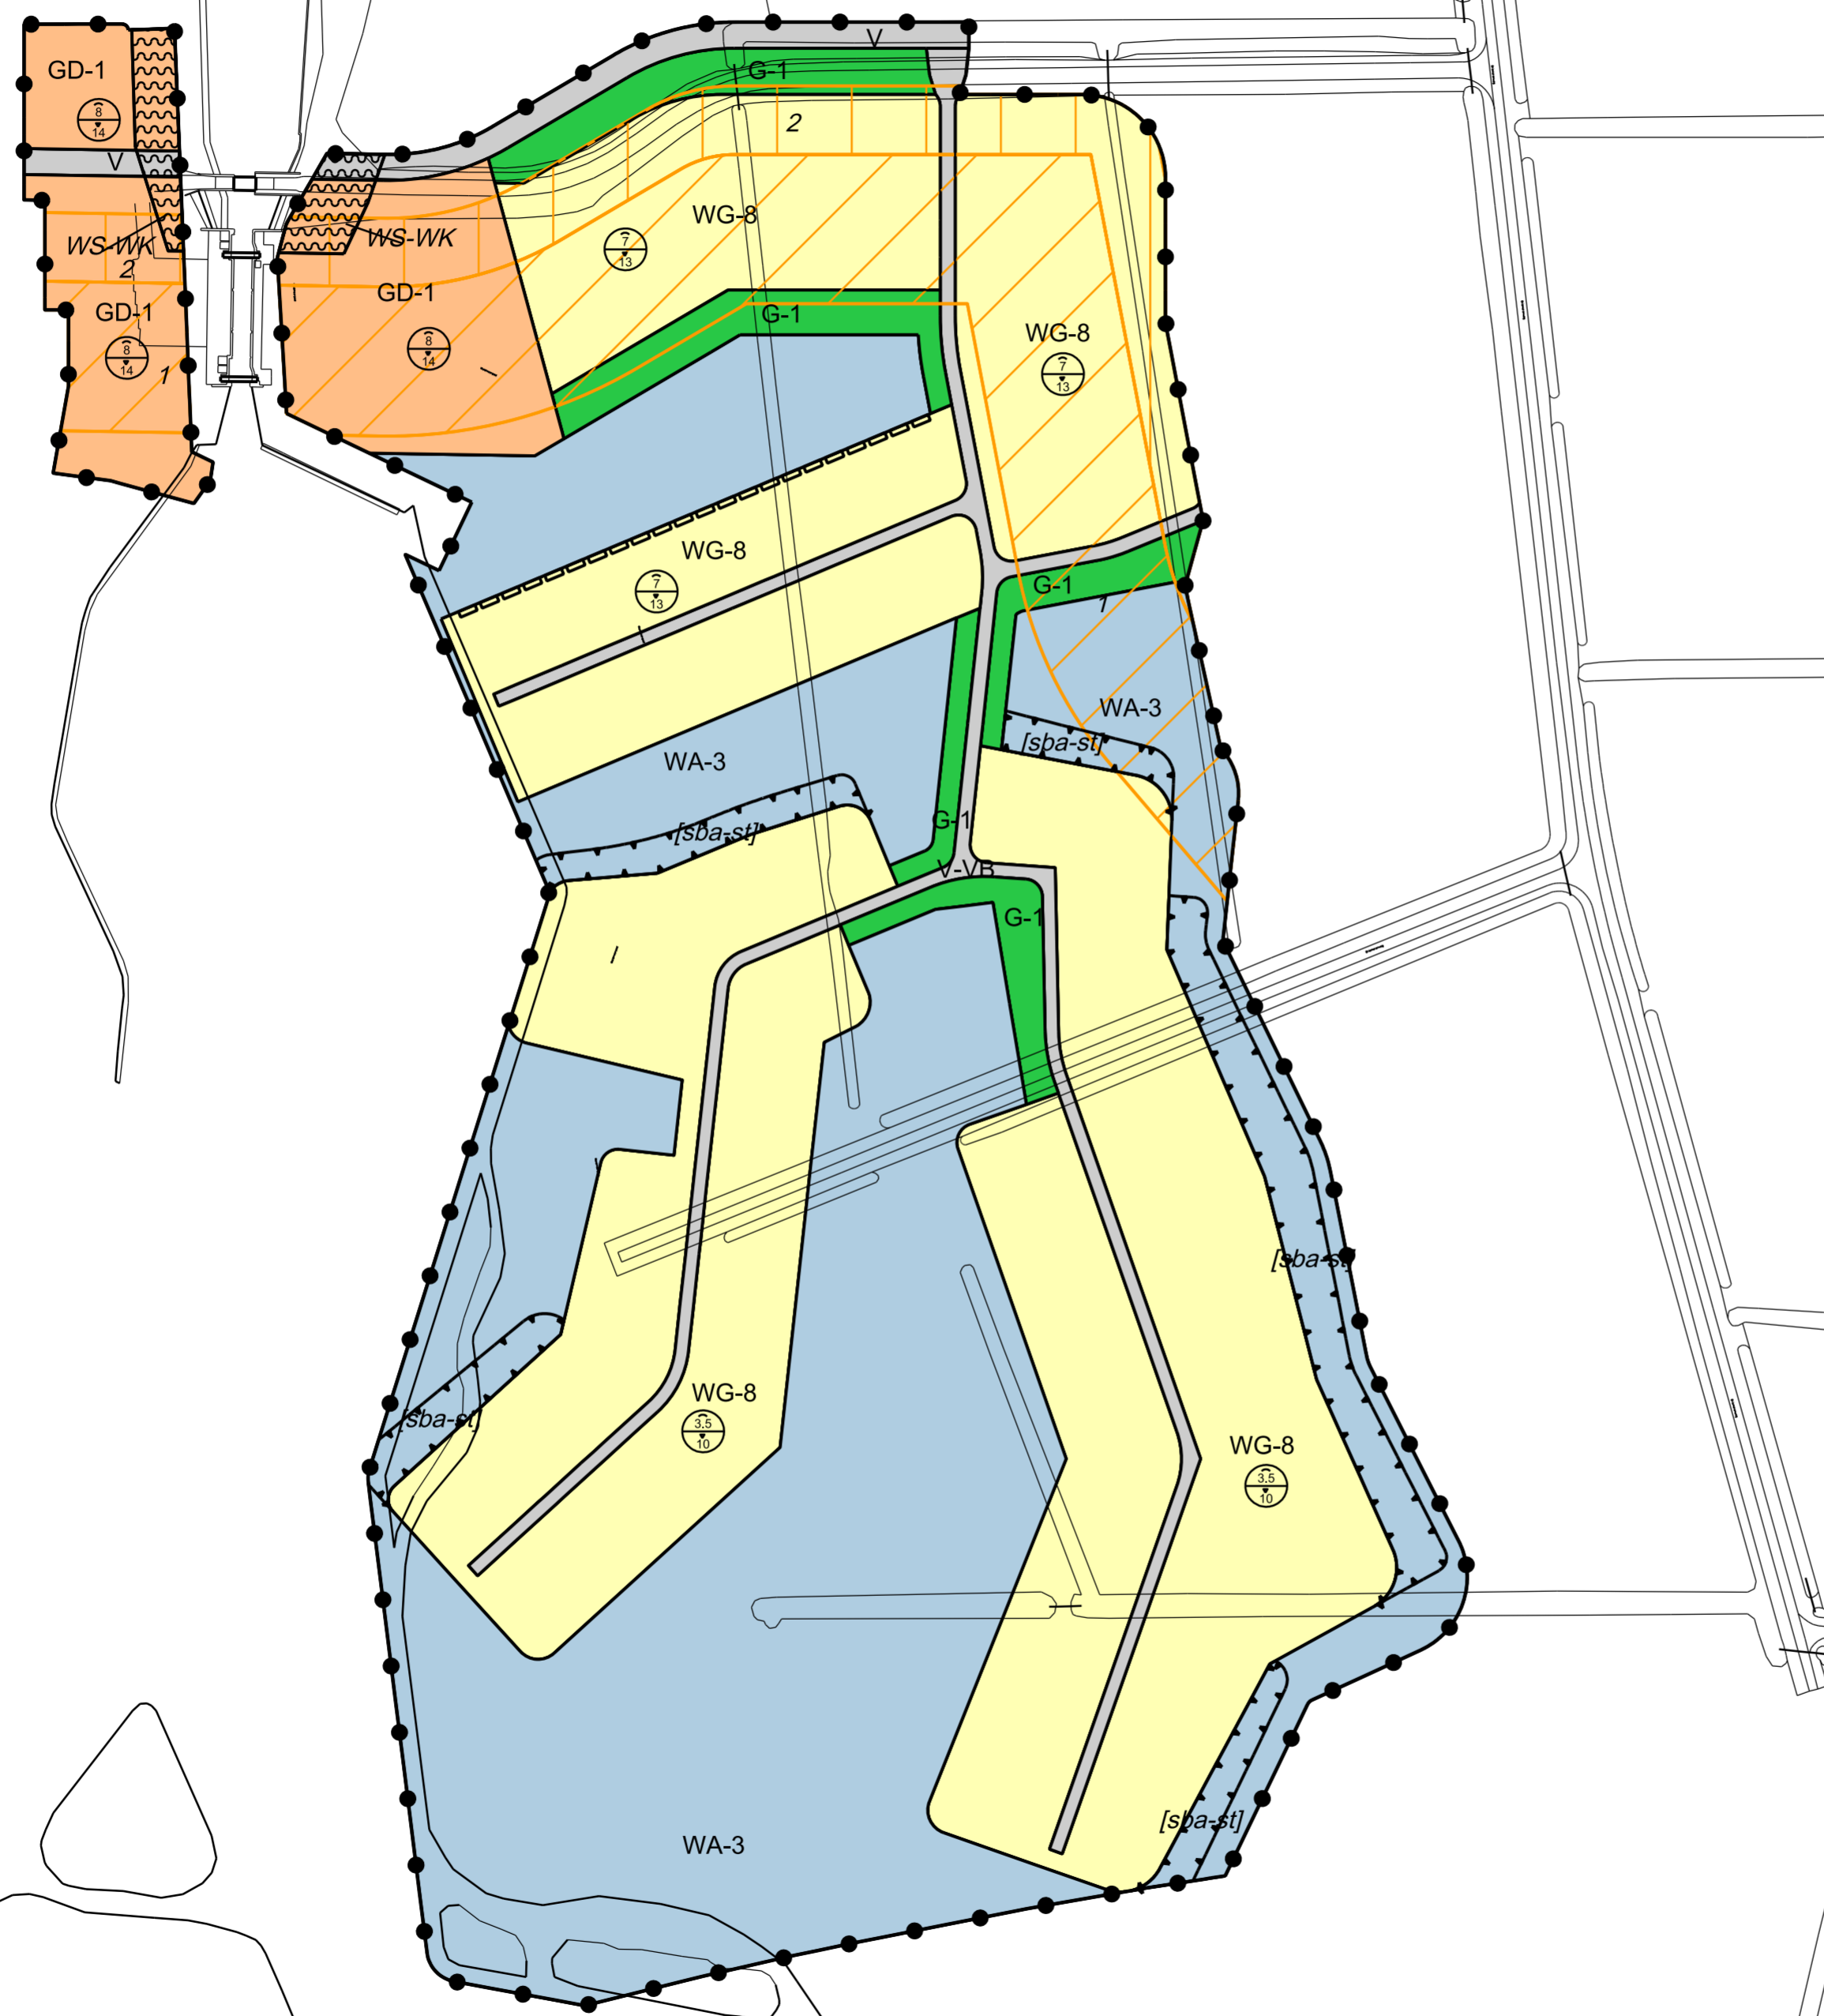 V
GD-1
G-1
8
14
2
V
WG-8
WS-WK
WS-WK
7
13
2
GD-1
GD-1
G-1
WG-8
8
14
8
14
7
13
1
WG-8
G-1
7
13
1
WA-3
[sba-st]
WA-3
G-1
[sba-st]
V-VB
G-1
[sba-st]
WG-8
[sba-st]
3.5
10
WG-8
3.5
10
[sba-st]
WA-3